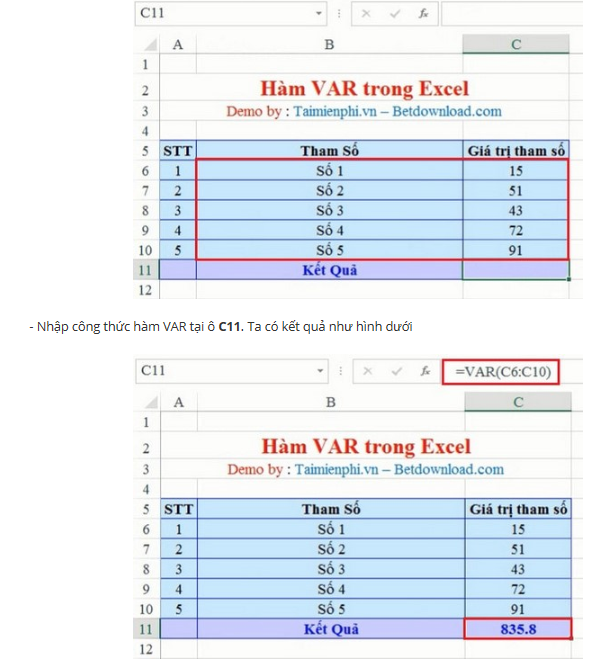 C11 fx
A B C
1
2 Hàm VAR trong Excel
3 Demo by : Taimienphi.vn – Betdownload.com
4
5 STT Tham Số Giá trị tham số
6 1 Số 1 15
7 2 Số 2 51
8 3 Số 3 43
9 4 Số 4 72
10 5 Số 5 91
11 Kết Quả
12
- Nhập công thức hàm VAR tại ô C11. Ta có kết quả như hình dưới
C11 fx =VAR(C6:C10)
A B C
1
2 Hàm VAR trong Excel
3 Demo by : Taimienphi.vn – Betdownload.com
4
5 STT Tham Số Giá trị tham số
6 1 Số 1 15
7 2 Số 2 51
8 3 Số 3 43
9 4 Số 4 72
10 5 Số 5 91
11 Kết Quả 835.8
12